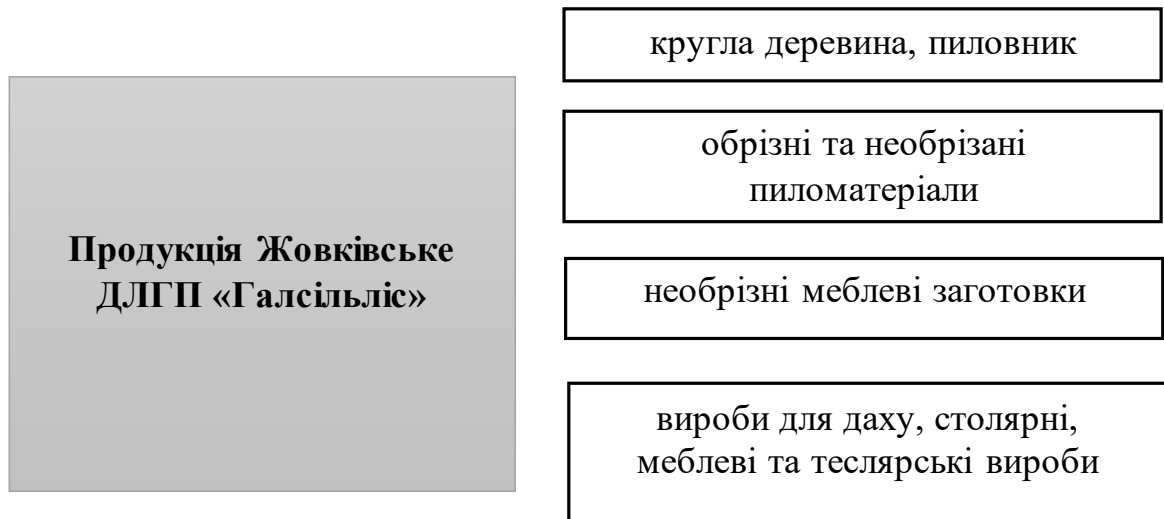 Продукція Жовківське
ДЛГП «Галсільліс»
кругла деревина, пиловник
обрізні та необрізані
пиломатеріали
необрізні меблеві заготовки
вироби для даху, столярні,
меблеві та теслярські вироби